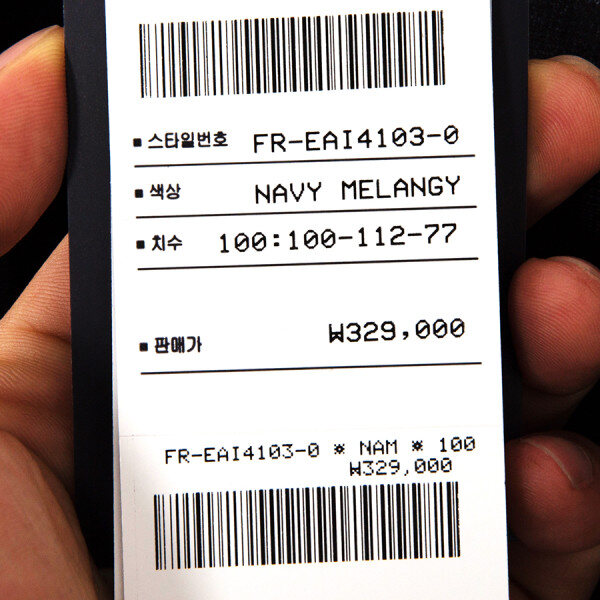 ■ 스타일번호 FR-EAI4103-0
■ 색상 NAVY MELANGY
■ 치수 100:100-112-77
■ 판매가 ₩329,000
FR-EAI4103-0 ※ NAM ※ 100
₩329,000